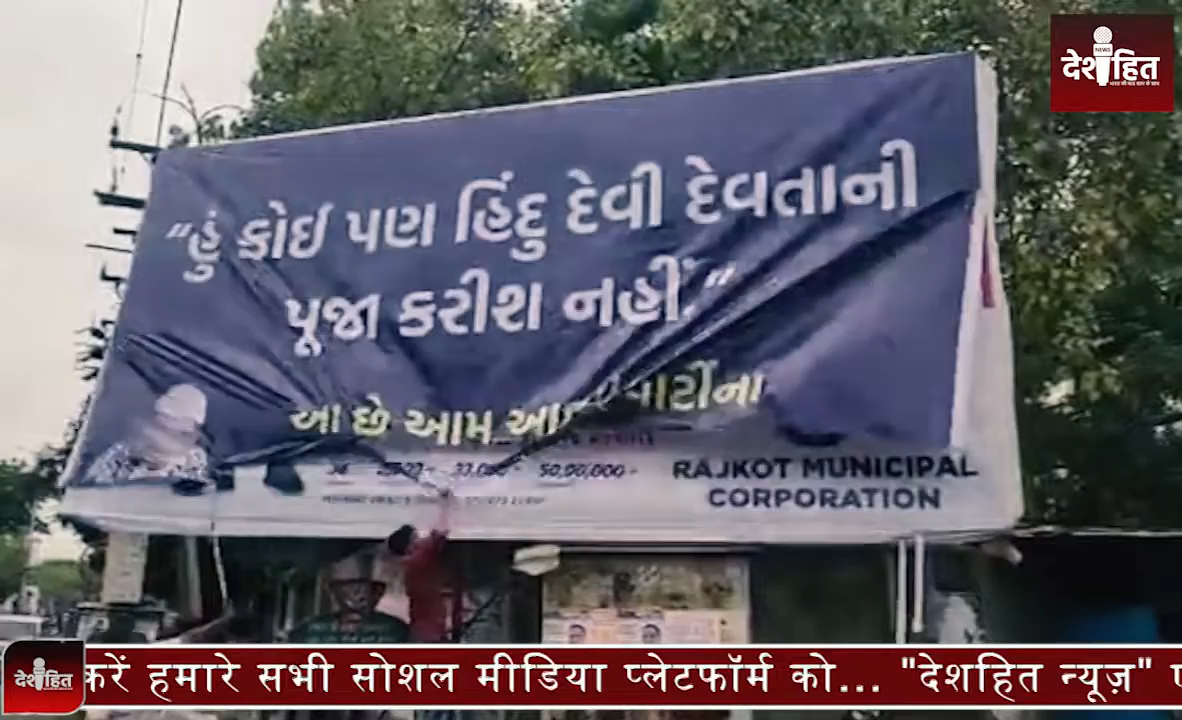 NEWS
देशहित
"હું કોઈ પણ હિંદુ દેવી દેવતાની
પૂજા કરીશ નહીં."
આ છે આમ
50,00,000
RAJKOT MUNICIPAL
CORPORATION
देशहित
करें हमारे सभी सोशल मीडिया प्लेटफॉर्म को... "देशहित न्यूज़"